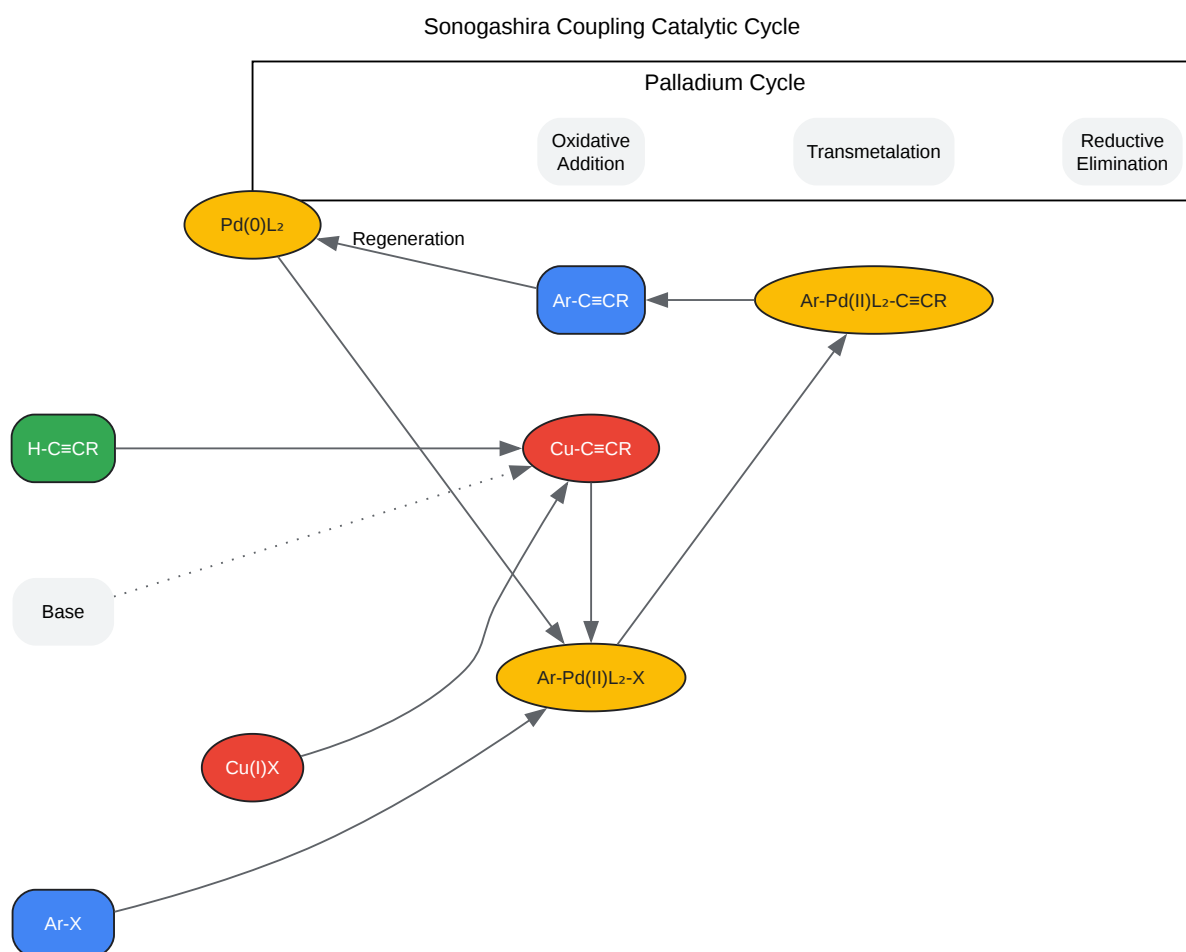 Sonogashira Coupling Catalytic Cycle
Palladium Cycle
Oxidative
Addition
Transmetalation
Reductive
Elimination
Pd(0)L₂
Regeneration
Ar-C≡CR
Ar-Pd(II)L₂-C≡CR
H-C≡CR
Cu-C≡CR
Base
Ar-Pd(II)L₂-X
Cu(I)X
Ar-X